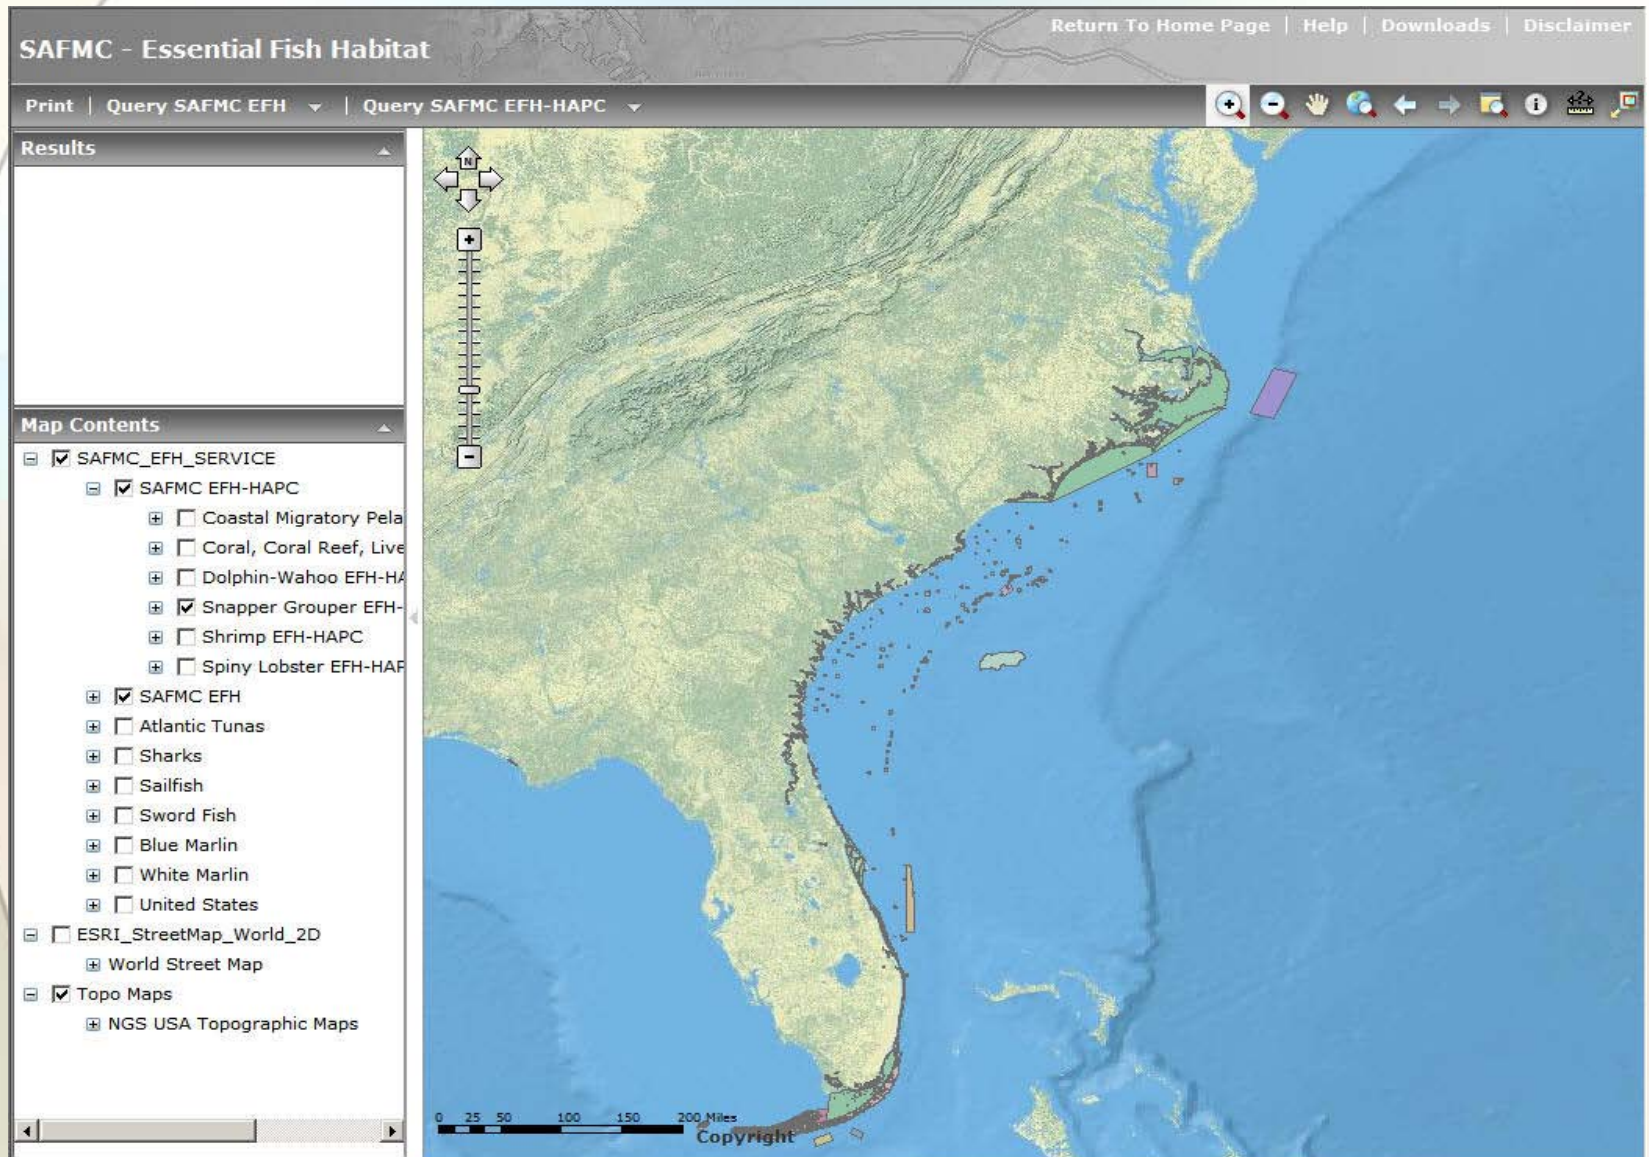 Return To Home Page | Help | Downloads | Disclaimer
SAFMC - Essential Fish Habitat
Print | Query SAFMC EFH | Query SAFMC EFH-HAPC
Results
N
Map Contents
SAFMC_EFH_SERVICE
SAFMC EFH-HAPC
Coastal Migratory Pela
Coral, Coral Reef, Live
Dolphin-Wahoo EFH-HA
Snapper Grouper EFH-
Shrimp EFH-HAPC
Spiny Lobster EFH-HAP
SAFMC EFH
Atlantic Tunas
Sharks
Sailfish
Sword Fish
Blue Marlin
White Marlin
United States
ESRI_StreetMap_World_2D
World Street Map
Topo Maps
NGS USA Topographic Maps
0 25 50 100 150 200 Miles
Copyright